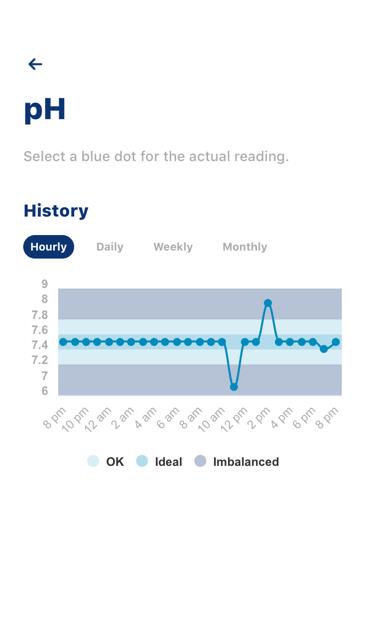 pH
Select a blue dot for the actual reading.
History
Hourly Daily Weekly Monthly
9
8
7.8
7.6
7.4
7.2
7
6
8 pm 10 pm 12 am 2 am 4 am 6 am 8 am 10 am 12 pm 2 pm 4 pm 6 pm 8 pm
OK Ideal Imbalanced